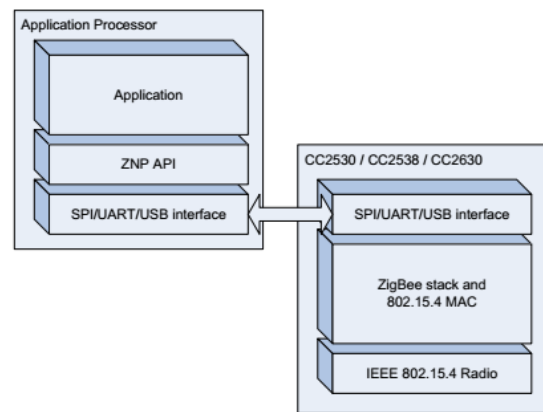 Application Processor
Application
ZNP API
SPI/UART/USB interface
CC2530 / CC2538 / CC2630
SPI/UART/USB interface
ZigBee stack and
802.15.4 MAC
IEEE 802.15.4 Radio